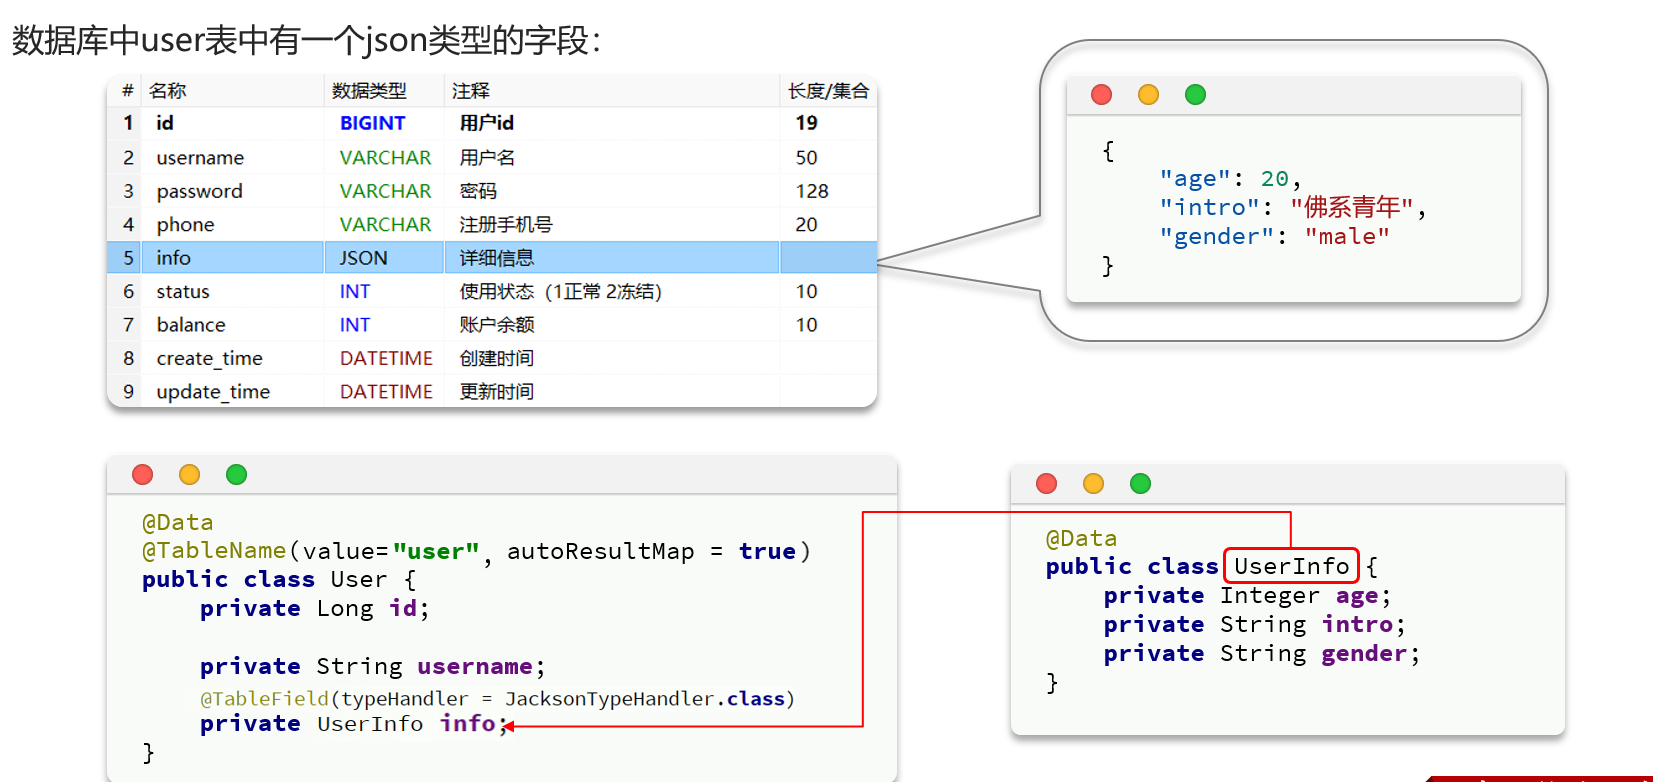 数据库中user表中有一个json类型的字段：
# 名称 数据类型 注释 长度/集合
1 id BIGINT 用户id 19
2 username VARCHAR 用户名 50
3 password VARCHAR 密码 128
4 phone VARCHAR 注册手机号 20
5 info JSON 详细信息
6 status INT 使用状态（1正常 2冻结） 10
7 balance INT 账户余额 10
8 create_time DATETIME 创建时间
9 update_time DATETIME 更新时间
{
"age": 20,
"intro": "佛系青年",
"gender": "male"
}
@Data
@TableName(value="user", autoResultMap = true)
public class User {
private Long id;
private String username;
@TableField(typeHandler = JacksonTypeHandler.class)
private UserInfo info;
}
@Data
public class UserInfo {
private Integer age;
private String intro;
private String gender;
}